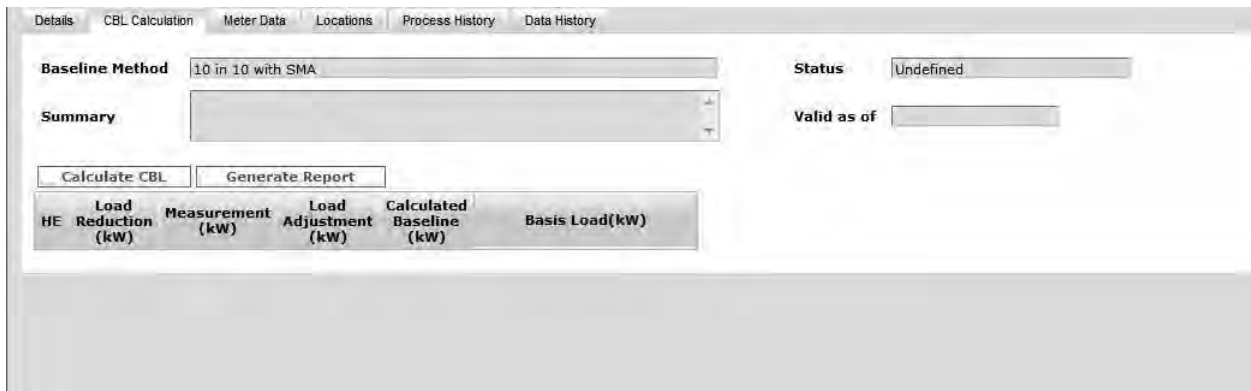 Details CBL Calculation Meter Data Locations Process History Data History
Baseline Method 10 in 10 with SMA Status Undefined
Summary Valid as of
Calculate CBL Generate Report
HE Load Reduction (kW) Measurement (kW) Load Adjustment (kW) Calculated Baseline (kW) Basis Load(kW)